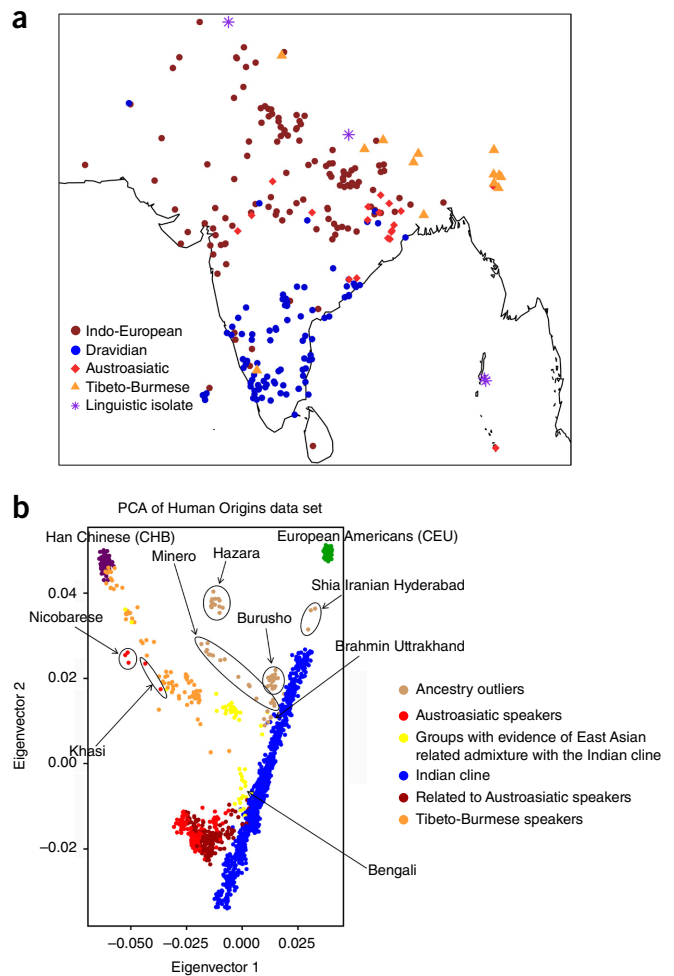 a
Indo-European
Dravidian
Austroasiatic
Tibeto-Burmese
Linguistic isolate
b
PCA of Human Origins data set
Han Chinese (CHB)
European Americans (CEU)
Minero
Hazara
Shia Iranian Hyderabad
Nicobarese
Burusho
Brahmin Uttrakhand
Khasi
Bengali
0.04
0.02
0.00
−0.02
Eigenvector 2
−0.050
−0.025
0.000
0.025
Eigenvector 1
Ancestry outliers
Austroasiatic speakers
Groups with evidence of East Asian
related admixture with the Indian cline
Indian cline
Related to Austroasiatic speakers
Tibeto-Burmese speakers